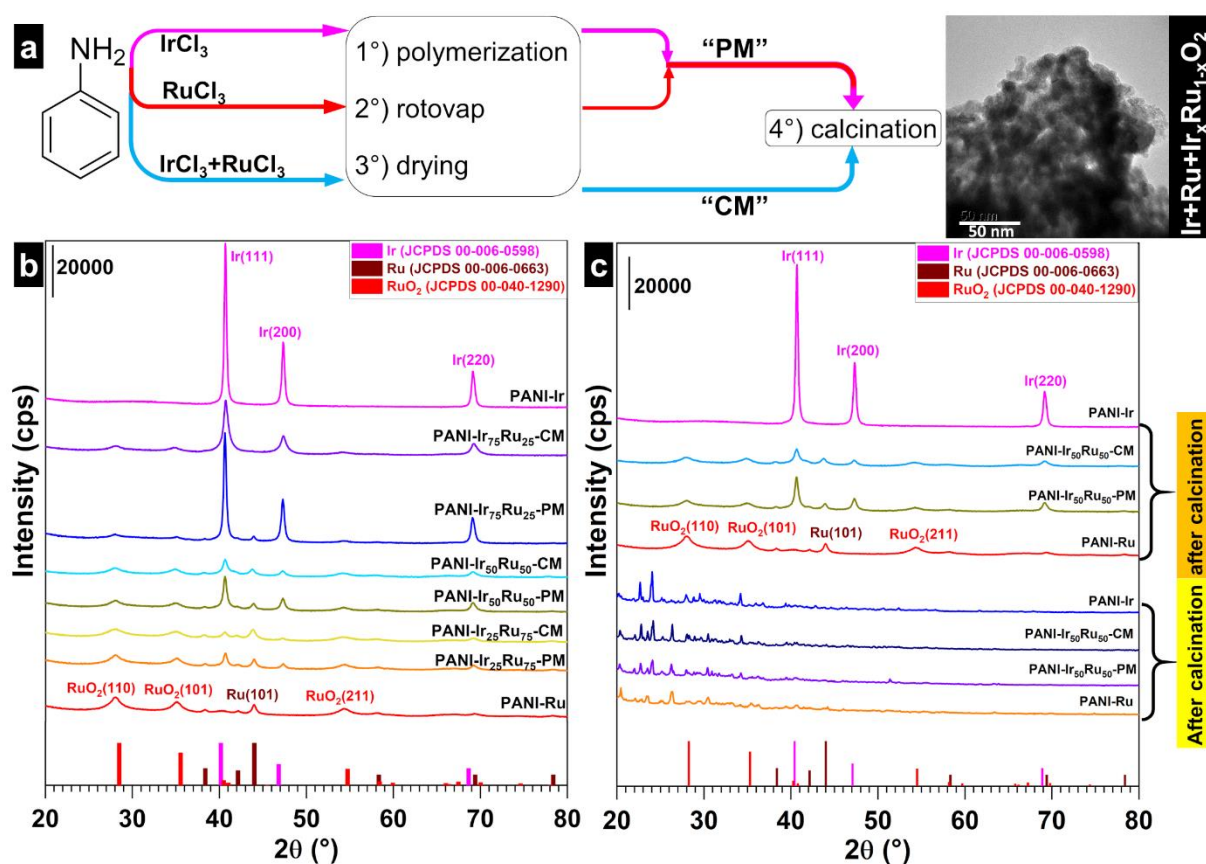 a
NH₂
IrCl₃
RuCl₃
IrCl₃+RuCl₃
1°) polymerization
2°) rotovap
3°) drying
“PM”
“CM”
4°) calcination
50 nm
50 nm
Ir+Ru+IrₓRu₁₋ₓO₂
b
20000
Ir (JCPDS 00-006-0598)
Ru (JCPDS 00-006-0663)
RuO₂ (JCPDS 00-040-1290)
Ir(111)
Ir(200)
Ir(220)
PANI-Ir
PANI-Ir₇₅Ru₂₅-CM
PANI-Ir₇₅Ru₂₅-PM
PANI-Ir₅₀Ru₅₀-CM
PANI-Ir₅₀Ru₅₀-PM
PANI-Ir₂₅Ru₇₅-CM
PANI-Ir₂₅Ru₇₅-PM
RuO₂(110) RuO₂(101) Ru(101) RuO₂(211)
PANI-Ru
Intensity (cps)
20 30 40 50 60 70 80
2θ (°)
c
20000
Ir (JCPDS 00-006-0598)
Ru (JCPDS 00-006-0663)
RuO₂ (JCPDS 00-040-1290)
Ir(111)
Ir(200)
Ir(220)
PANI-Ir
PANI-Ir₅₀Ru₅₀-CM
PANI-Ir₅₀Ru₅₀-PM
RuO₂(110) RuO₂(101) Ru(101) RuO₂(211)
PANI-Ru
PANI-Ir
PANI-Ir₅₀Ru₅₀-CM
PANI-Ir₅₀Ru₅₀-PM
PANI-Ru
after calcination
After calcination
Intensity (cps)
20 30 40 50 60 70 80
2θ (°)